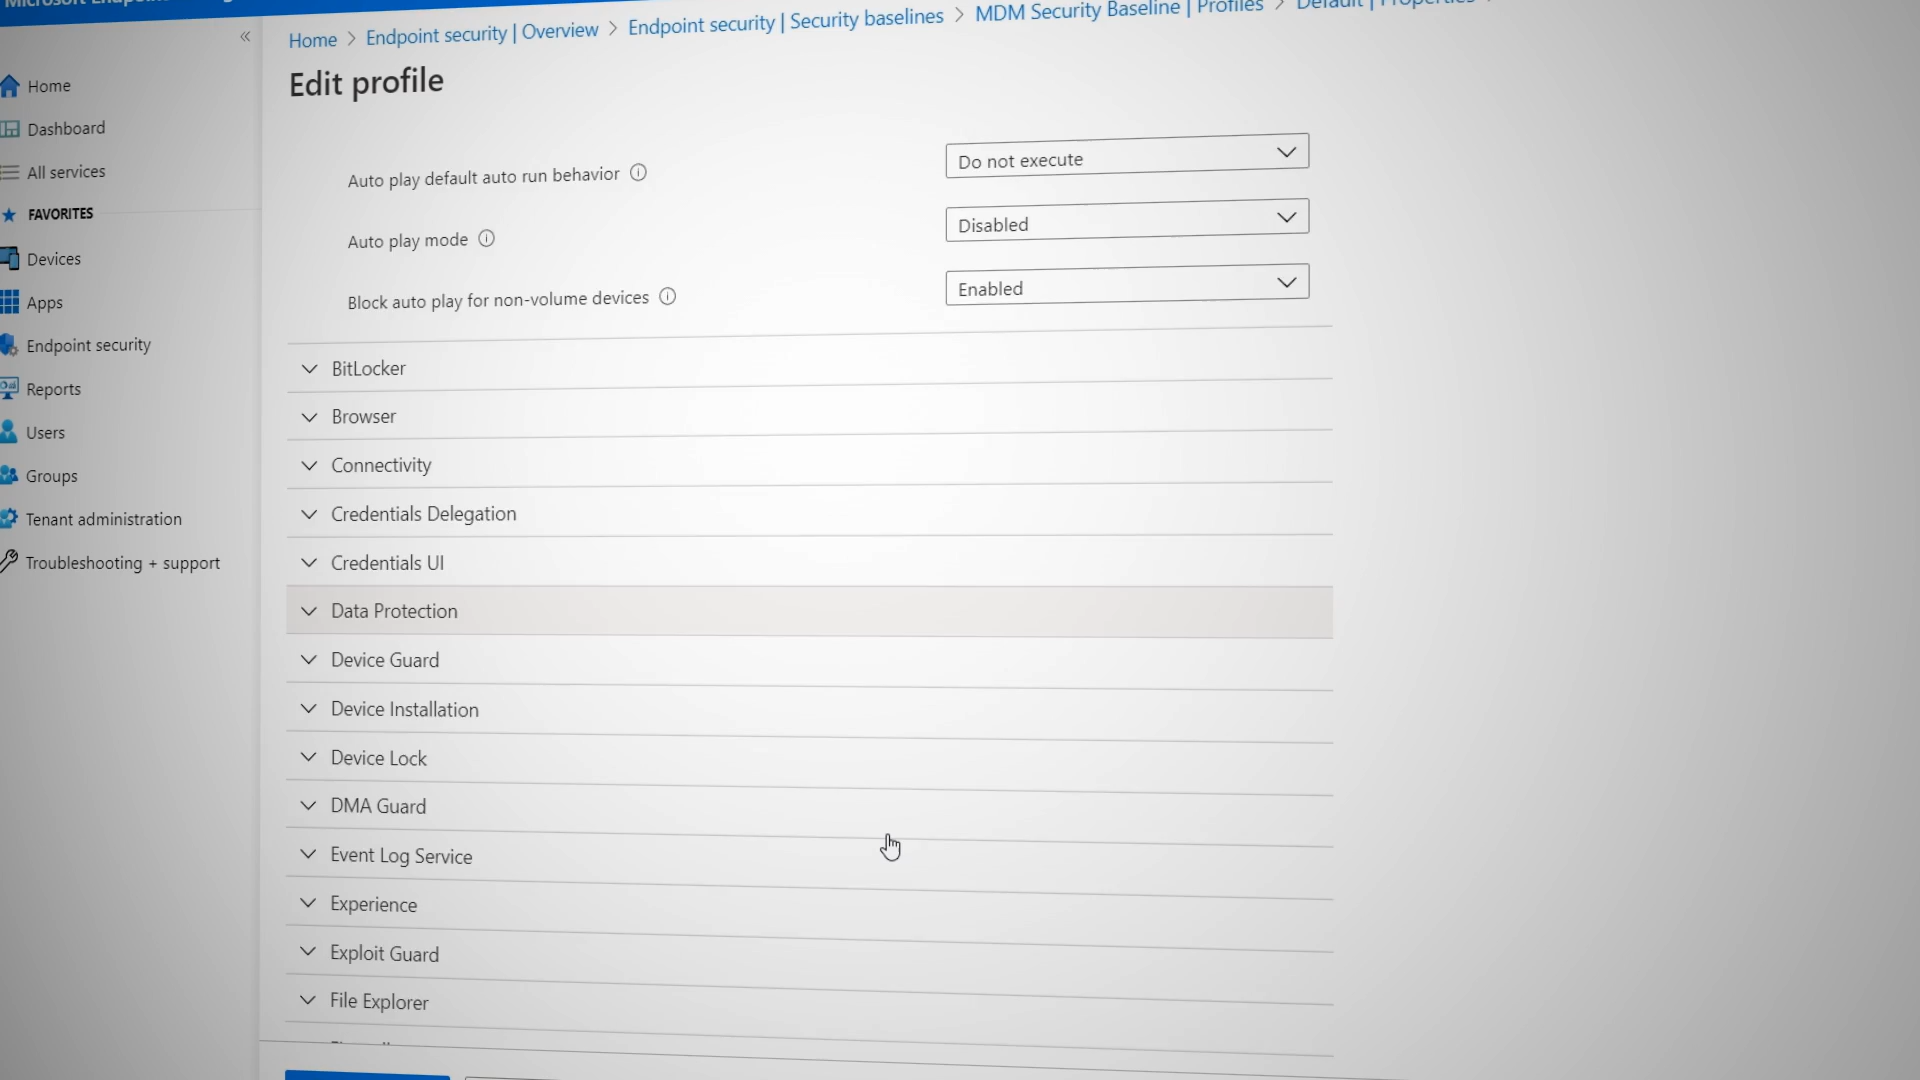 Home > Endpoint security | Overview > Endpoint security | Security baselines > MDM Security Baseline | Profiles > Default | Properties
Edit profile
Home
Dashboard
All services
FAVORITES
Devices
Apps
Endpoint security
Reports
Users
Groups
Tenant administration
Troubleshooting + support
Auto play default auto run behavior
Do not execute
Auto play mode
Disabled
Block auto play for non-volume devices
Enabled
BitLocker
Browser
Connectivity
Credentials Delegation
Credentials UI
Data Protection
Device Guard
Device Installation
Device Lock
DMA Guard
Event Log Service
Experience
Exploit Guard
File Explorer